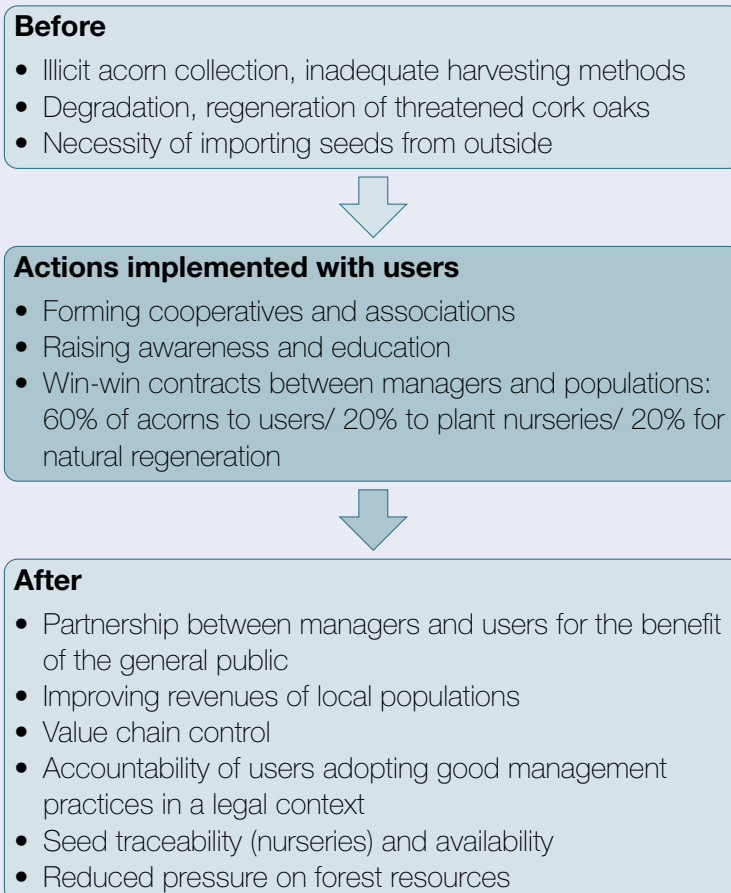 Before
• Illicit acorn collection, inadequate harvesting methods
• Degradation, regeneration of threatened cork oaks
• Necessity of importing seeds from outside
Actions implemented with users
• Forming cooperatives and associations
• Raising awareness and education
• Win-win contracts between managers and populations:
60% of acorns to users/ 20% to plant nurseries/ 20% for
natural regeneration
After
• Partnership between managers and users for the benefit
of the general public
• Improving revenues of local populations
• Value chain control
• Accountability of users adopting good management
practices in a legal context
• Seed traceability (nurseries) and availability
• Reduced pressure on forest resources